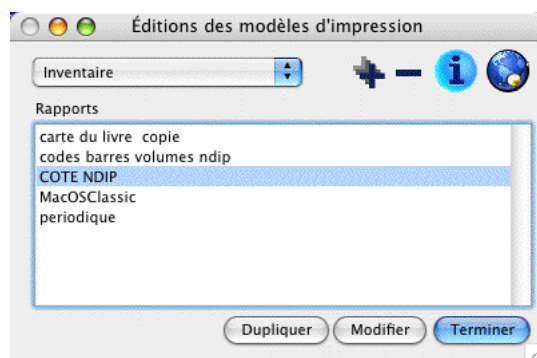 Éditions des modèles d'impression
Inventaire
i
Rapports
carte du livre  copie
codes barres volumes ndip
COTE NDIP
MacOSClassic
periodique
Dupliquer Modifier Terminer